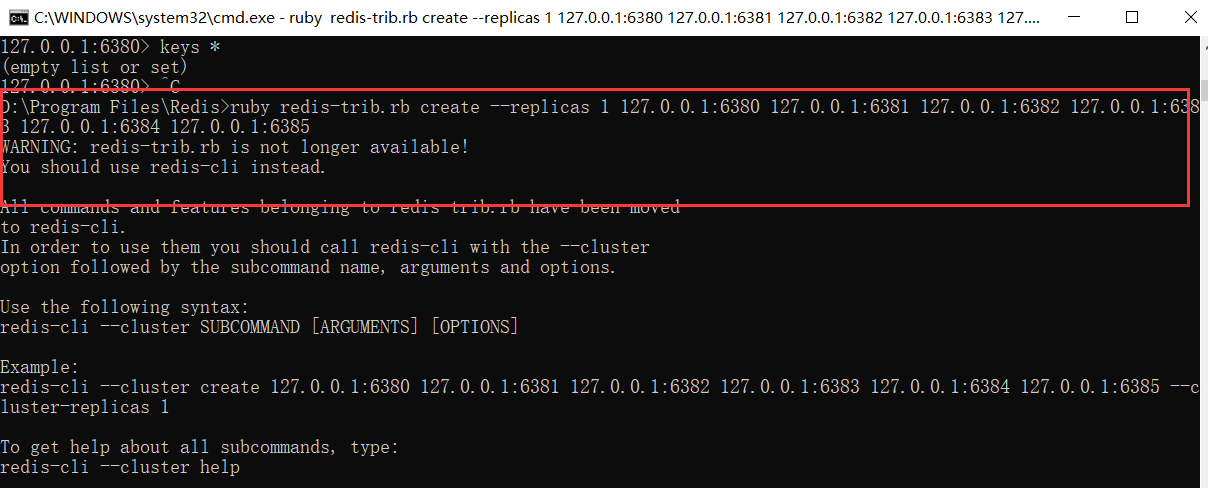 C:\WINDOWS\system32\cmd.exe - ruby  redis-trib.rb create --replicas 1 127.0.0.1:6380 127.0.0.1:6381 127.0.0.1:6382 127.0.0.1:6383 127....
127.0.0.1:6380> keys *
(empty list or set)
127.0.0.1:6380> ^C
D:\Program Files\Redis>ruby redis-trib.rb create --replicas 1 127.0.0.1:6380 127.0.0.1:6381 127.0.0.1:6382 127.0.0.1:638
3 127.0.0.1:6384 127.0.0.1:6385
WARNING: redis-trib.rb is not longer available!
You should use redis-cli instead.
All commands and features belonging to redis-trib.rb have been moved
to redis-cli.
In order to use them you should call redis-cli with the --cluster
option followed by the subcommand name, arguments and options.
Use the following syntax:
redis-cli --cluster SUBCOMMAND [ARGUMENTS] [OPTIONS]
Example:
redis-cli --cluster create 127.0.0.1:6380 127.0.0.1:6381 127.0.0.1:6382 127.0.0.1:6383 127.0.0.1:6384 127.0.0.1:6385 --c
luster-replicas 1
To get help about all subcommands, type:
redis-cli --cluster help